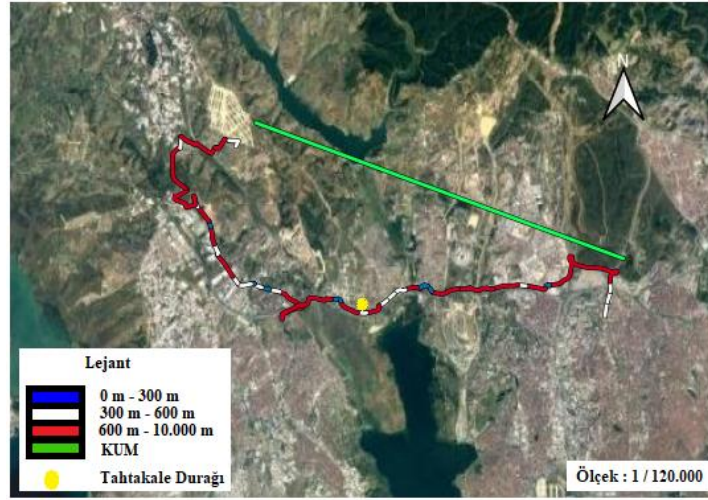 N
Lejant
0 m - 300 m
300 m - 600 m
600 m - 10.000 m
KUM
Tahtakale Durağı
Ölçek : 1 / 120.000